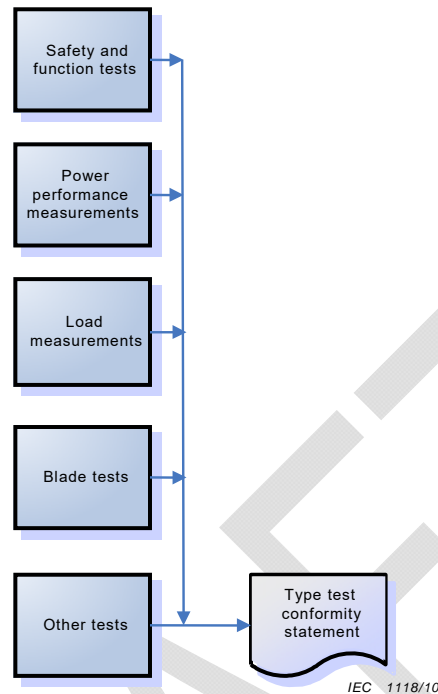 Safety and
function tests
Power
performance
measurements
Load
measurements
Blade tests
Other tests
Type test
conformity
statement
IEC 1118/10